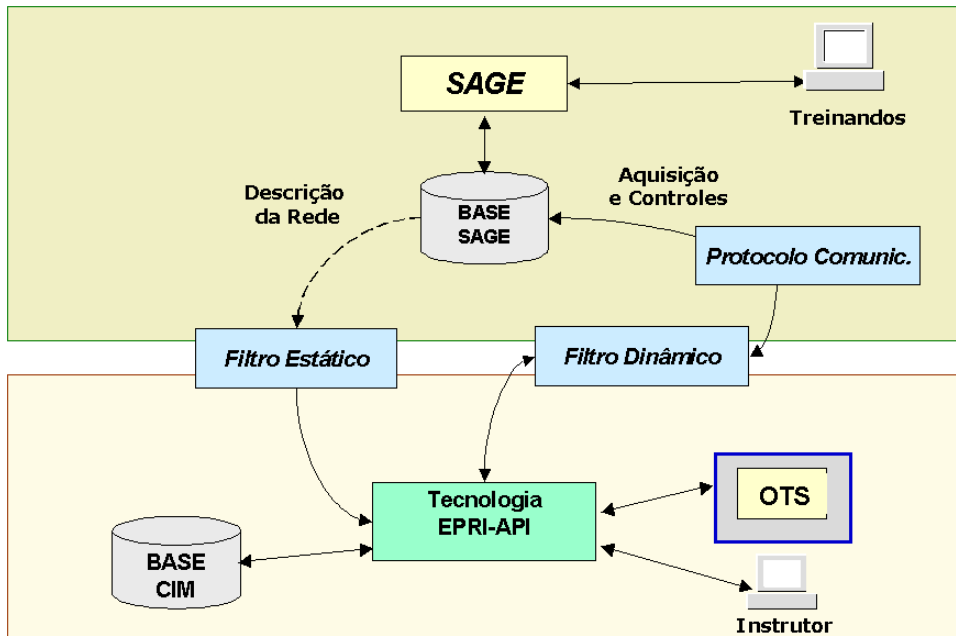 SAGE
Treinandos
Descrição
da Rede
Aquisição
e Controles
BASE
SAGE
Protocolo Comunic.
Filtro Estático
Filtro Dinâmico
Tecnologia
EPRI-API
OTS
BASE
CIM
Instrutor